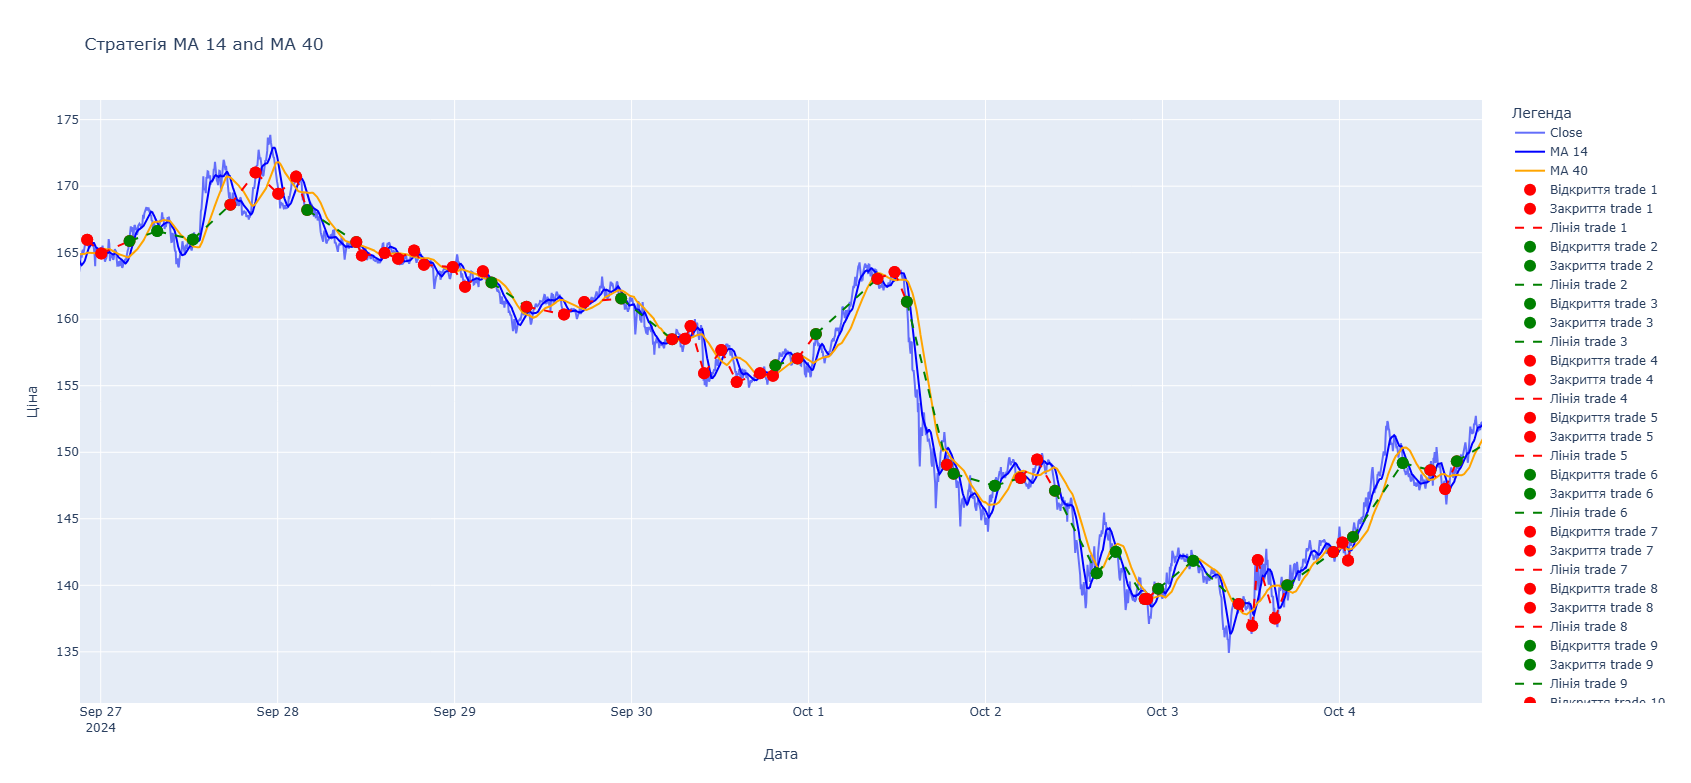 Стратегія MA 14 and MA 40
175
170
165
160
155
150
145
140
135
Ціна
Sep 27
2024
Sep 28
Sep 29
Sep 30
Oct 1
Oct 2
Oct 3
Oct 4
Дата
Легенда
Close
MA 14
MA 40
Відкриття trade 1
Закриття trade 1
Лінія trade 1
Відкриття trade 2
Закриття trade 2
Лінія trade 2
Відкриття trade 3
Закриття trade 3
Лінія trade 3
Відкриття trade 4
Закриття trade 4
Лінія trade 4
Відкриття trade 5
Закриття trade 5
Лінія trade 5
Відкриття trade 6
Закриття trade 6
Лінія trade 6
Відкриття trade 7
Закриття trade 7
Лінія trade 7
Відкриття trade 8
Закриття trade 8
Лінія trade 8
Відкриття trade 9
Закриття trade 9
Лінія trade 9
Відкриття trade 10